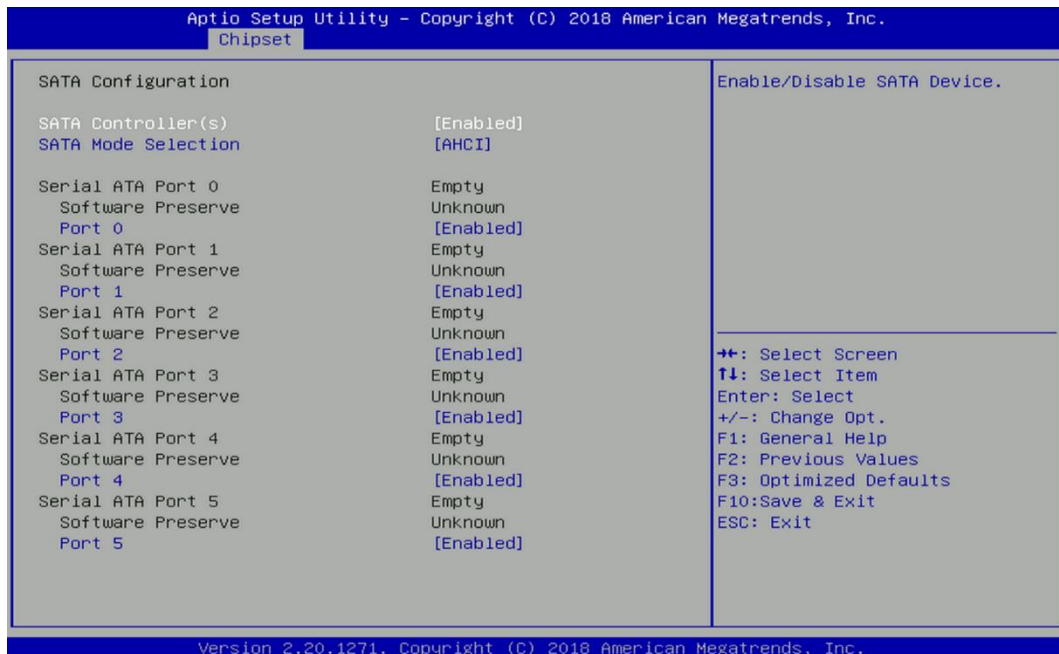 Aptio Setup Utility – Copyright (C) 2018 American Megatrends, Inc.
Chipset
SATA Configuration
SATA Controller(s) [Enabled]
SATA Mode Selection [AHCI]
Serial ATA Port 0 Empty
Software Preserve Unknown
Port 0 [Enabled]
Serial ATA Port 1 Empty
Software Preserve Unknown
Port 1 [Enabled]
Serial ATA Port 2 Empty
Software Preserve Unknown
Port 2 [Enabled]
Serial ATA Port 3 Empty
Software Preserve Unknown
Port 3 [Enabled]
Serial ATA Port 4 Empty
Software Preserve Unknown
Port 4 [Enabled]
Serial ATA Port 5 Empty
Software Preserve Unknown
Port 5 [Enabled]
Enable/Disable SATA Device.
→←: Select Screen
↑↓: Select Item
Enter: Select
+/-: Change Opt.
F1: General Help
F2: Previous Values
F3: Optimized Defaults
F10:Save & Exit
ESC: Exit
Version 2.20.1271. Copyright (C) 2018 American Megatrends, Inc.